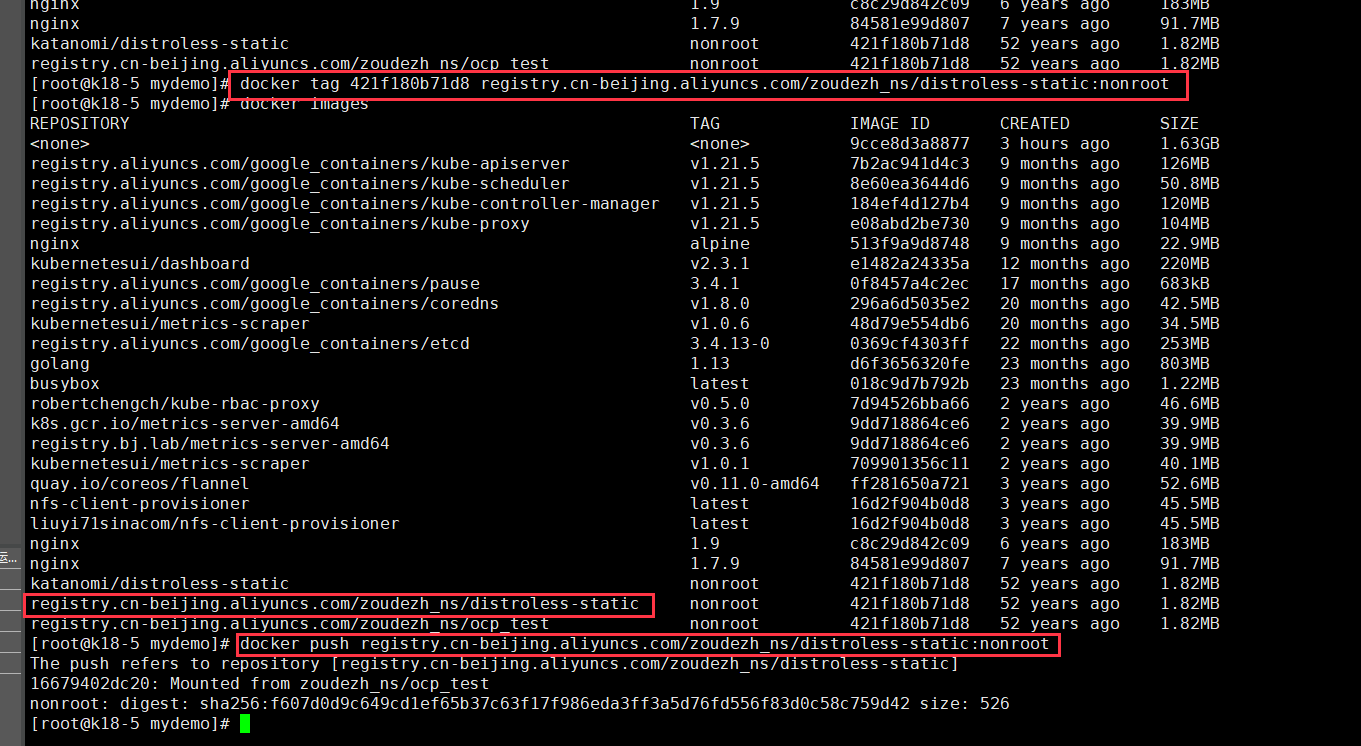 nginx 1.9 c8c29d842c09 6 years ago 183MB
nginx 1.7.9 84581e99d807 7 years ago 91.7MB
katanomi/distroless-static nonroot 421f180b71d8 52 years ago 1.82MB
registry.cn-beijing.aliyuncs.com/zoudezh_ns/ocp_test nonroot 421f180b71d8 52 years ago 1.82MB
[root@k18-5 mydemo]# docker tag 421f180b71d8 registry.cn-beijing.aliyuncs.com/zoudezh_ns/distroless-static:nonroot
[root@k18-5 mydemo]# docker images
REPOSITORY TAG IMAGE ID CREATED SIZE
<none> <none> 9cce8d3a8877 3 hours ago 1.63GB
registry.aliyuncs.com/google_containers/kube-apiserver v1.21.5 7b2ac941d4c3 9 months ago 126MB
registry.aliyuncs.com/google_containers/kube-scheduler v1.21.5 8e60ea3644d6 9 months ago 50.8MB
registry.aliyuncs.com/google_containers/kube-controller-manager v1.21.5 184ef4d127b4 9 months ago 120MB
registry.aliyuncs.com/google_containers/kube-proxy v1.21.5 e08abd2be730 9 months ago 104MB
nginx alpine 513f9a9d8748 9 months ago 22.9MB
kubernetesui/dashboard v2.3.1 e1482a24335a 12 months ago 220MB
registry.aliyuncs.com/google_containers/pause 3.4.1 0f8457a4c2ec 17 months ago 683kB
registry.aliyuncs.com/google_containers/coredns v1.8.0 296a6d5035e2 20 months ago 42.5MB
kubernetesui/metrics-scraper v1.0.6 48d79e554db6 20 months ago 34.5MB
registry.aliyuncs.com/google_containers/etcd 3.4.13-0 0369cf4303ff 22 months ago 253MB
golang 1.13 d6f3656320fe 23 months ago 803MB
busybox latest 018c9d7b792b 23 months ago 1.22MB
robertchengch/kube-rbac-proxy v0.5.0 7d94526bba66 2 years ago 46.6MB
k8s.gcr.io/metrics-server-amd64 v0.3.6 9dd718864ce6 2 years ago 39.9MB
registry.bj.lab/metrics-server-amd64 v0.3.6 9dd718864ce6 2 years ago 39.9MB
kubernetesui/metrics-scraper v1.0.1 709901356c11 2 years ago 40.1MB
quay.io/coreos/flannel v0.11.0-amd64 ff281650a721 3 years ago 52.6MB
nfs-client-provisioner latest 16d2f904b0d8 3 years ago 45.5MB
liuyi71sinacom/nfs-client-provisioner latest 16d2f904b0d8 3 years ago 45.5MB
nginx 1.9 c8c29d842c09 6 years ago 183MB
nginx 1.7.9 84581e99d807 7 years ago 91.7MB
katanomi/distroless-static nonroot 421f180b71d8 52 years ago 1.82MB
registry.cn-beijing.aliyuncs.com/zoudezh_ns/distroless-static nonroot 421f180b71d8 52 years ago 1.82MB
registry.cn-beijing.aliyuncs.com/zoudezh_ns/ocp_test nonroot 421f180b71d8 52 years ago 1.82MB
[root@k18-5 mydemo]# docker push registry.cn-beijing.aliyuncs.com/zoudezh_ns/distroless-static:nonroot
The push refers to repository [registry.cn-beijing.aliyuncs.com/zoudezh_ns/distroless-static]
16679402dc20: Mounted from zoudezh_ns/ocp_test
nonroot: digest: sha256:f607d0d9c649cd1ef65b37c63f17f986eda3ff3a5d76fd556f83d0c58c759d42 size: 526
[root@k18-5 mydemo]#